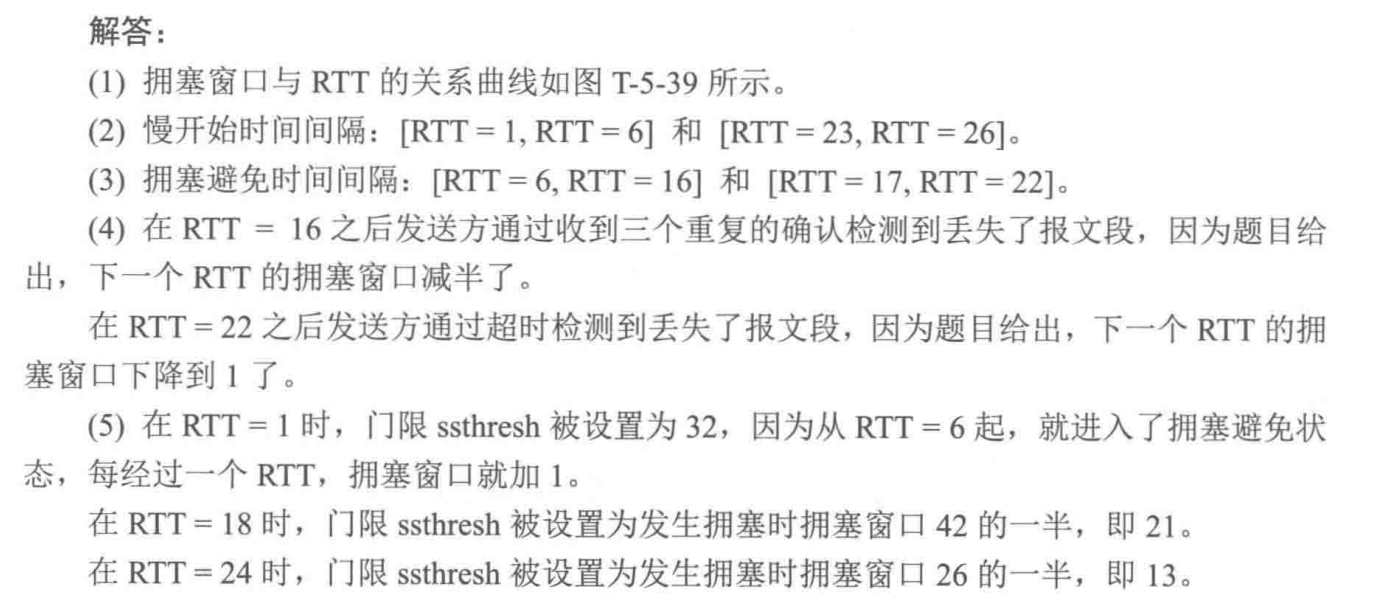 解答：
(1) 拥塞窗口与 RTT 的关系曲线如图 T-5-39 所示。
(2) 慢开始时间间隔：[RTT = 1, RTT = 6] 和 [RTT = 23, RTT = 26]。
(3) 拥塞避免时间间隔：[RTT = 6, RTT = 16] 和 [RTT = 17, RTT = 22]。
(4) 在 RTT = 16 之后发送方通过收到三个重复的确认检测到丢失了报文段，因为题目给
出，下一个 RTT 的拥塞窗口减半了。
在 RTT = 22 之后发送方通过超时检测到丢失了报文段，因为题目给出，下一个 RTT 的拥
塞窗口下降到 1 了。
(5) 在 RTT = 1 时，门限 ssthresh 被设置为 32，因为从 RTT = 6 起，就进入了拥塞避免状
态，每经过一个 RTT，拥塞窗口就加 1。
在 RTT = 18 时，门限 ssthresh 被设置为发生拥塞时拥塞窗口 42 的一半，即 21。
在 RTT = 24 时，门限 ssthresh 被设置为发生拥塞时拥塞窗口 26 的一半，即 13。